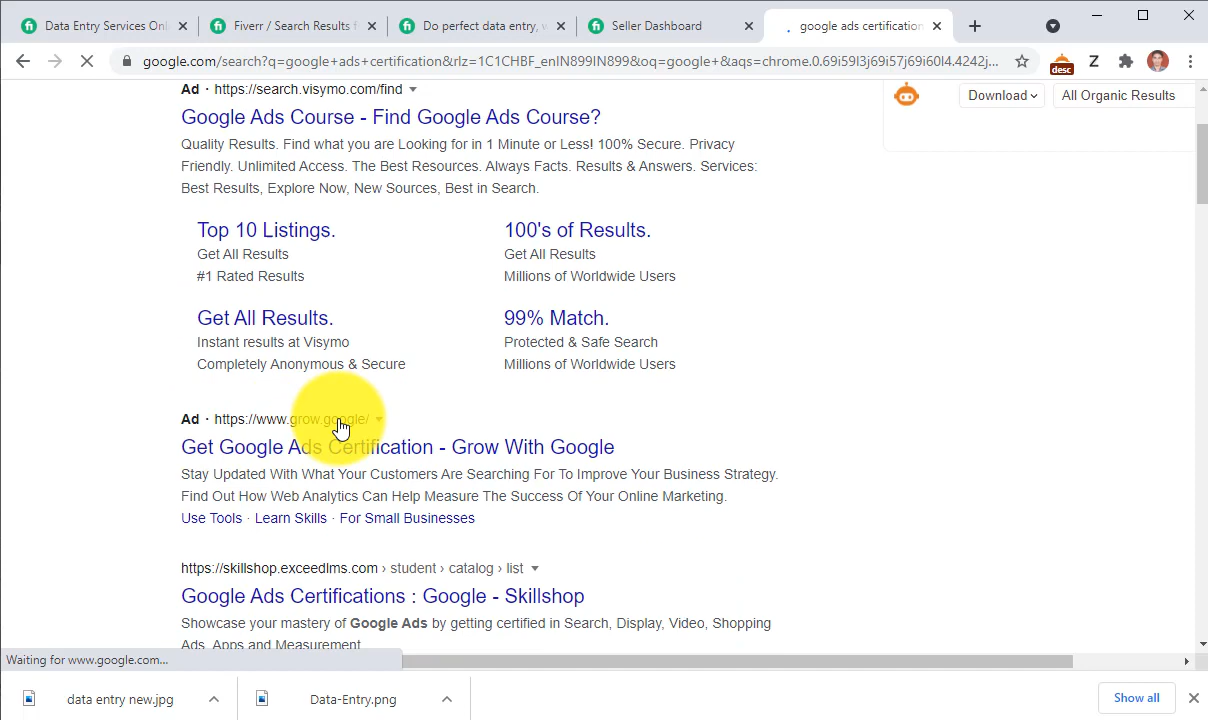 Data Entry Services Onl
Fiverr / Search Results f
Do perfect data entry, w
Seller Dashboard
google ads certification
google.com/search?q=google+ads+certification&rlz=1C1CHBF_enIN899IN899&oq=google+&aqs=chrome.0.69i59l3j69i57j69i60l4.4242j...
desc
Z
Download
All Organic Results
Ad · https://search.visymo.com/find
Google Ads Course - Find Google Ads Course?
Quality Results. Find what you are Looking for in 1 Minute or Less! 100% Secure. Privacy
Friendly. Unlimited Access. The Best Resources. Always Facts. Results & Answers. Services:
Best Results, Explore Now, New Sources, Best in Search.
Top 10 Listings.
Get All Results
#1 Rated Results
100's of Results.
Get All Results
Millions of Worldwide Users
Get All Results.
Instant results at Visymo
Completely Anonymous & Secure
99% Match.
Protected & Safe Search
Millions of Worldwide Users
Ad · https://www.grow.google/
Get Google Ads Certification - Grow With Google
Stay Updated With What Your Customers Are Searching For To Improve Your Business Strategy.
Find Out How Web Analytics Can Help Measure The Success Of Your Online Marketing.
Use Tools · Learn Skills · For Small Businesses
https://skillshop.exceedlms.com › student › catalog › list
Google Ads Certifications : Google - Skillshop
Showcase your mastery of Google Ads by getting certified in Search, Display, Video, Shopping
Ads, Apps and Measurement.
Waiting for www.google.com...
data entry new.jpg
Data-Entry.png
Show all